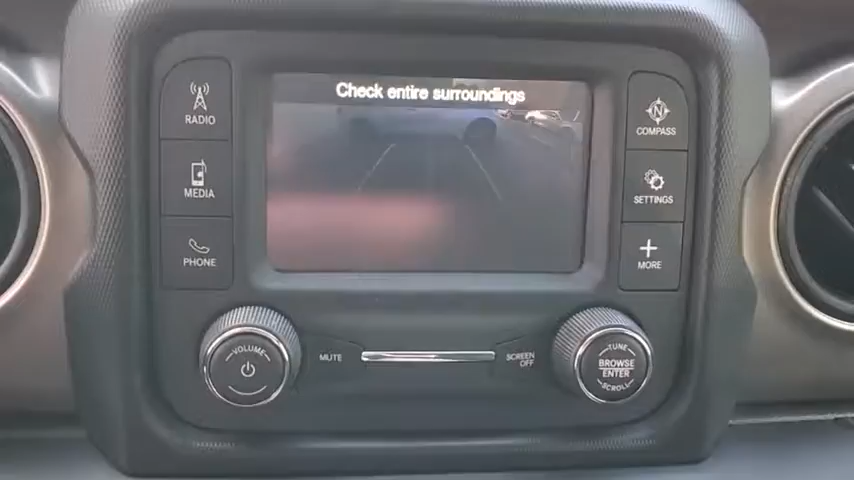 Check entire surroundings
RADIO
MEDIA
PHONE
N
COMPASS
SETTINGS
MORE
VOLUME
MUTE
SCREEN
OFF
TUNE
BROWSE
ENTER
SCROLL